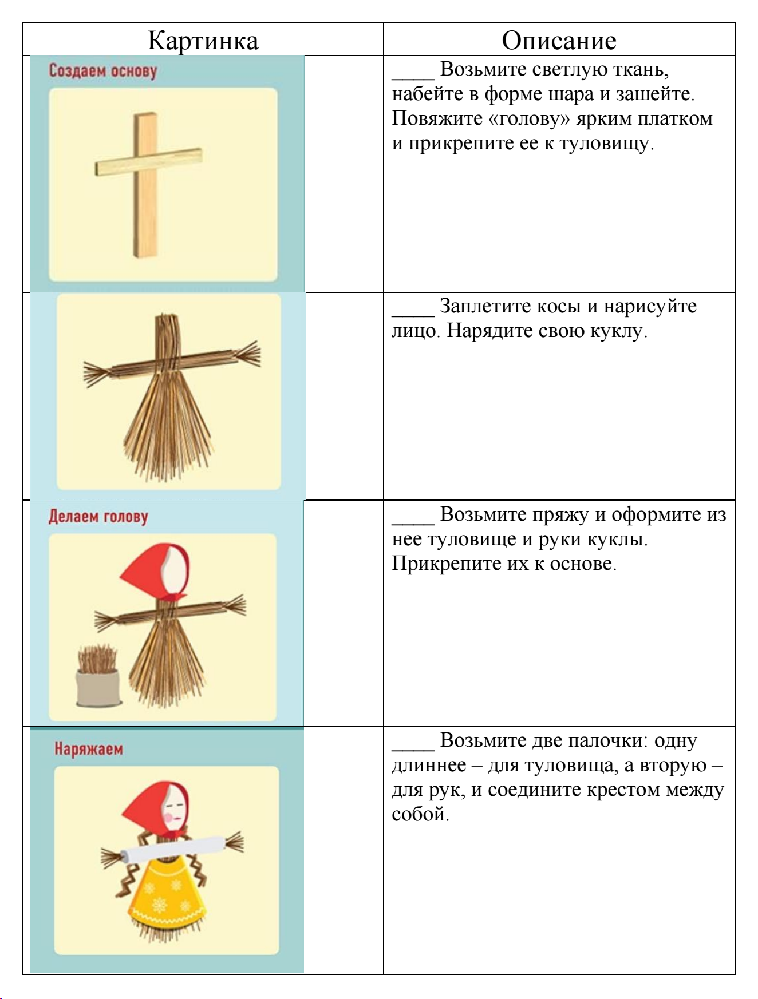 Картинка
Описание
Создаем основу
____ Возьмите светлую ткань,
набейте в форме шара и зашейте.
Повяжите «голову» ярким платком
и прикрепите ее к туловищу.
____ Заплетите косы и нарисуйте
лицо. Нарядите свою куклу.
Делаем голову
____ Возьмите пряжу и оформите из
нее туловище и руки куклы.
Прикрепите их к основе.
Наряжаем
____ Возьмите две палочки: одну
длиннее – для туловища, а вторую –
для рук, и соедините крестом между
собой.